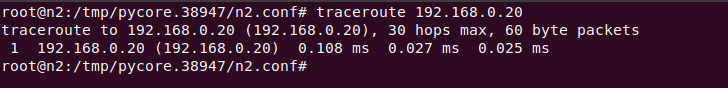 root@n2:/tmp/pycore.38947/n2.conf# traceroute 192.168.0.20
traceroute to 192.168.0.20 (192.168.0.20), 30 hops max, 60 byte packets
 1  192.168.0.20 (192.168.0.20)  0.108 ms  0.027 ms  0.025 ms
root@n2:/tmp/pycore.38947/n2.conf#